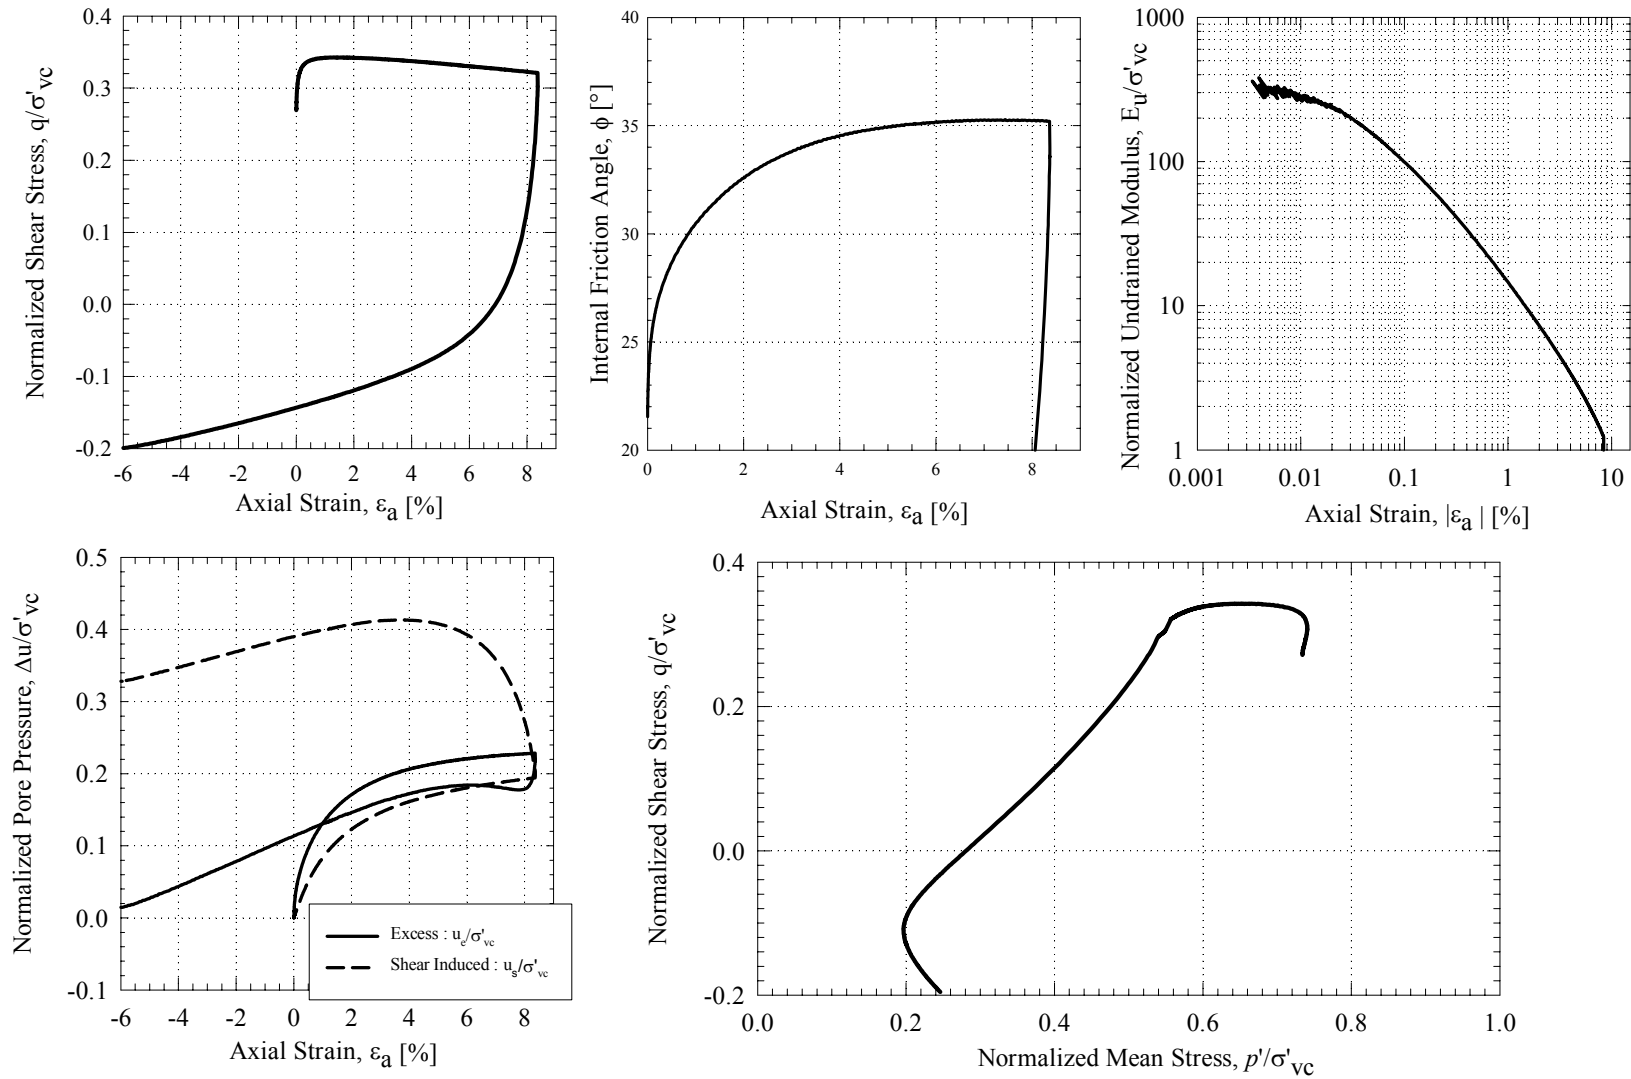 Normalized Shear Stress, q/σ'vc
0.4
0.3
0.2
0.1
0.0
-0.1
-0.2
-6 -4 -2 0 2 4 6 8
Axial Strain, εa [%]
Internal Friction Angle, ϕ [°]
40
35
30
25
20
0 2 4 6 8
Axial Strain, εa [%]
Normalized Undrained Modulus, Eu/σ'vc
1000
100
10
1
0.001 0.01 0.1 1 10
Axial Strain, |εa | [%]
Normalized Pore Pressure, Δu/σ'vc
0.5
0.4
0.3
0.2
0.1
0.0
-0.1
Excess : ue/σ'vc
Shear Induced : us/σ'vc
-6 -4 -2 0 2 4 6 8
Axial Strain, εa [%]
Normalized Shear Stress, q/σ'vc
0.4
0.2
0.0
-0.2
0.0 0.2 0.4 0.6 0.8 1.0
Normalized Mean Stress, p'/σ'vc